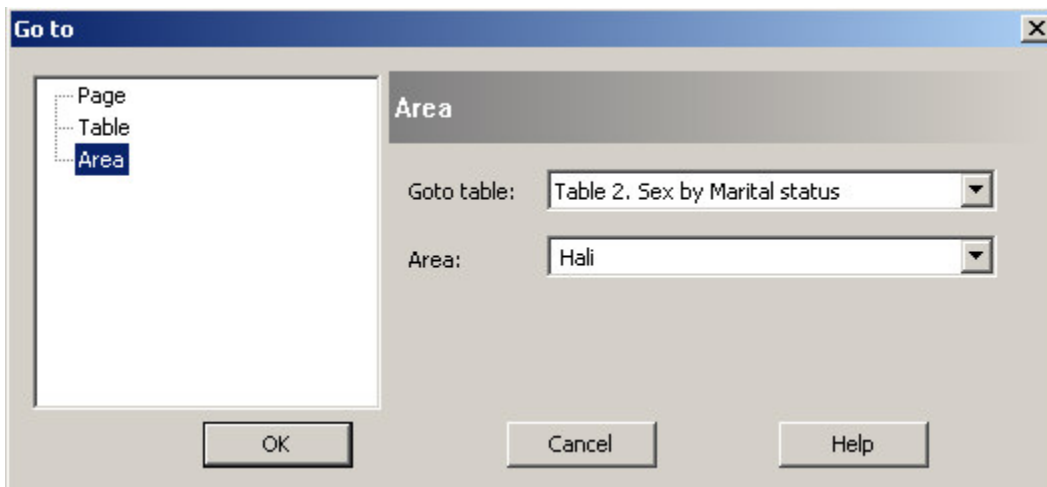 Go to
Page
Table
Area
Area
Goto table: Table 2. Sex by Marital status
Area: Hali
OK Cancel Help